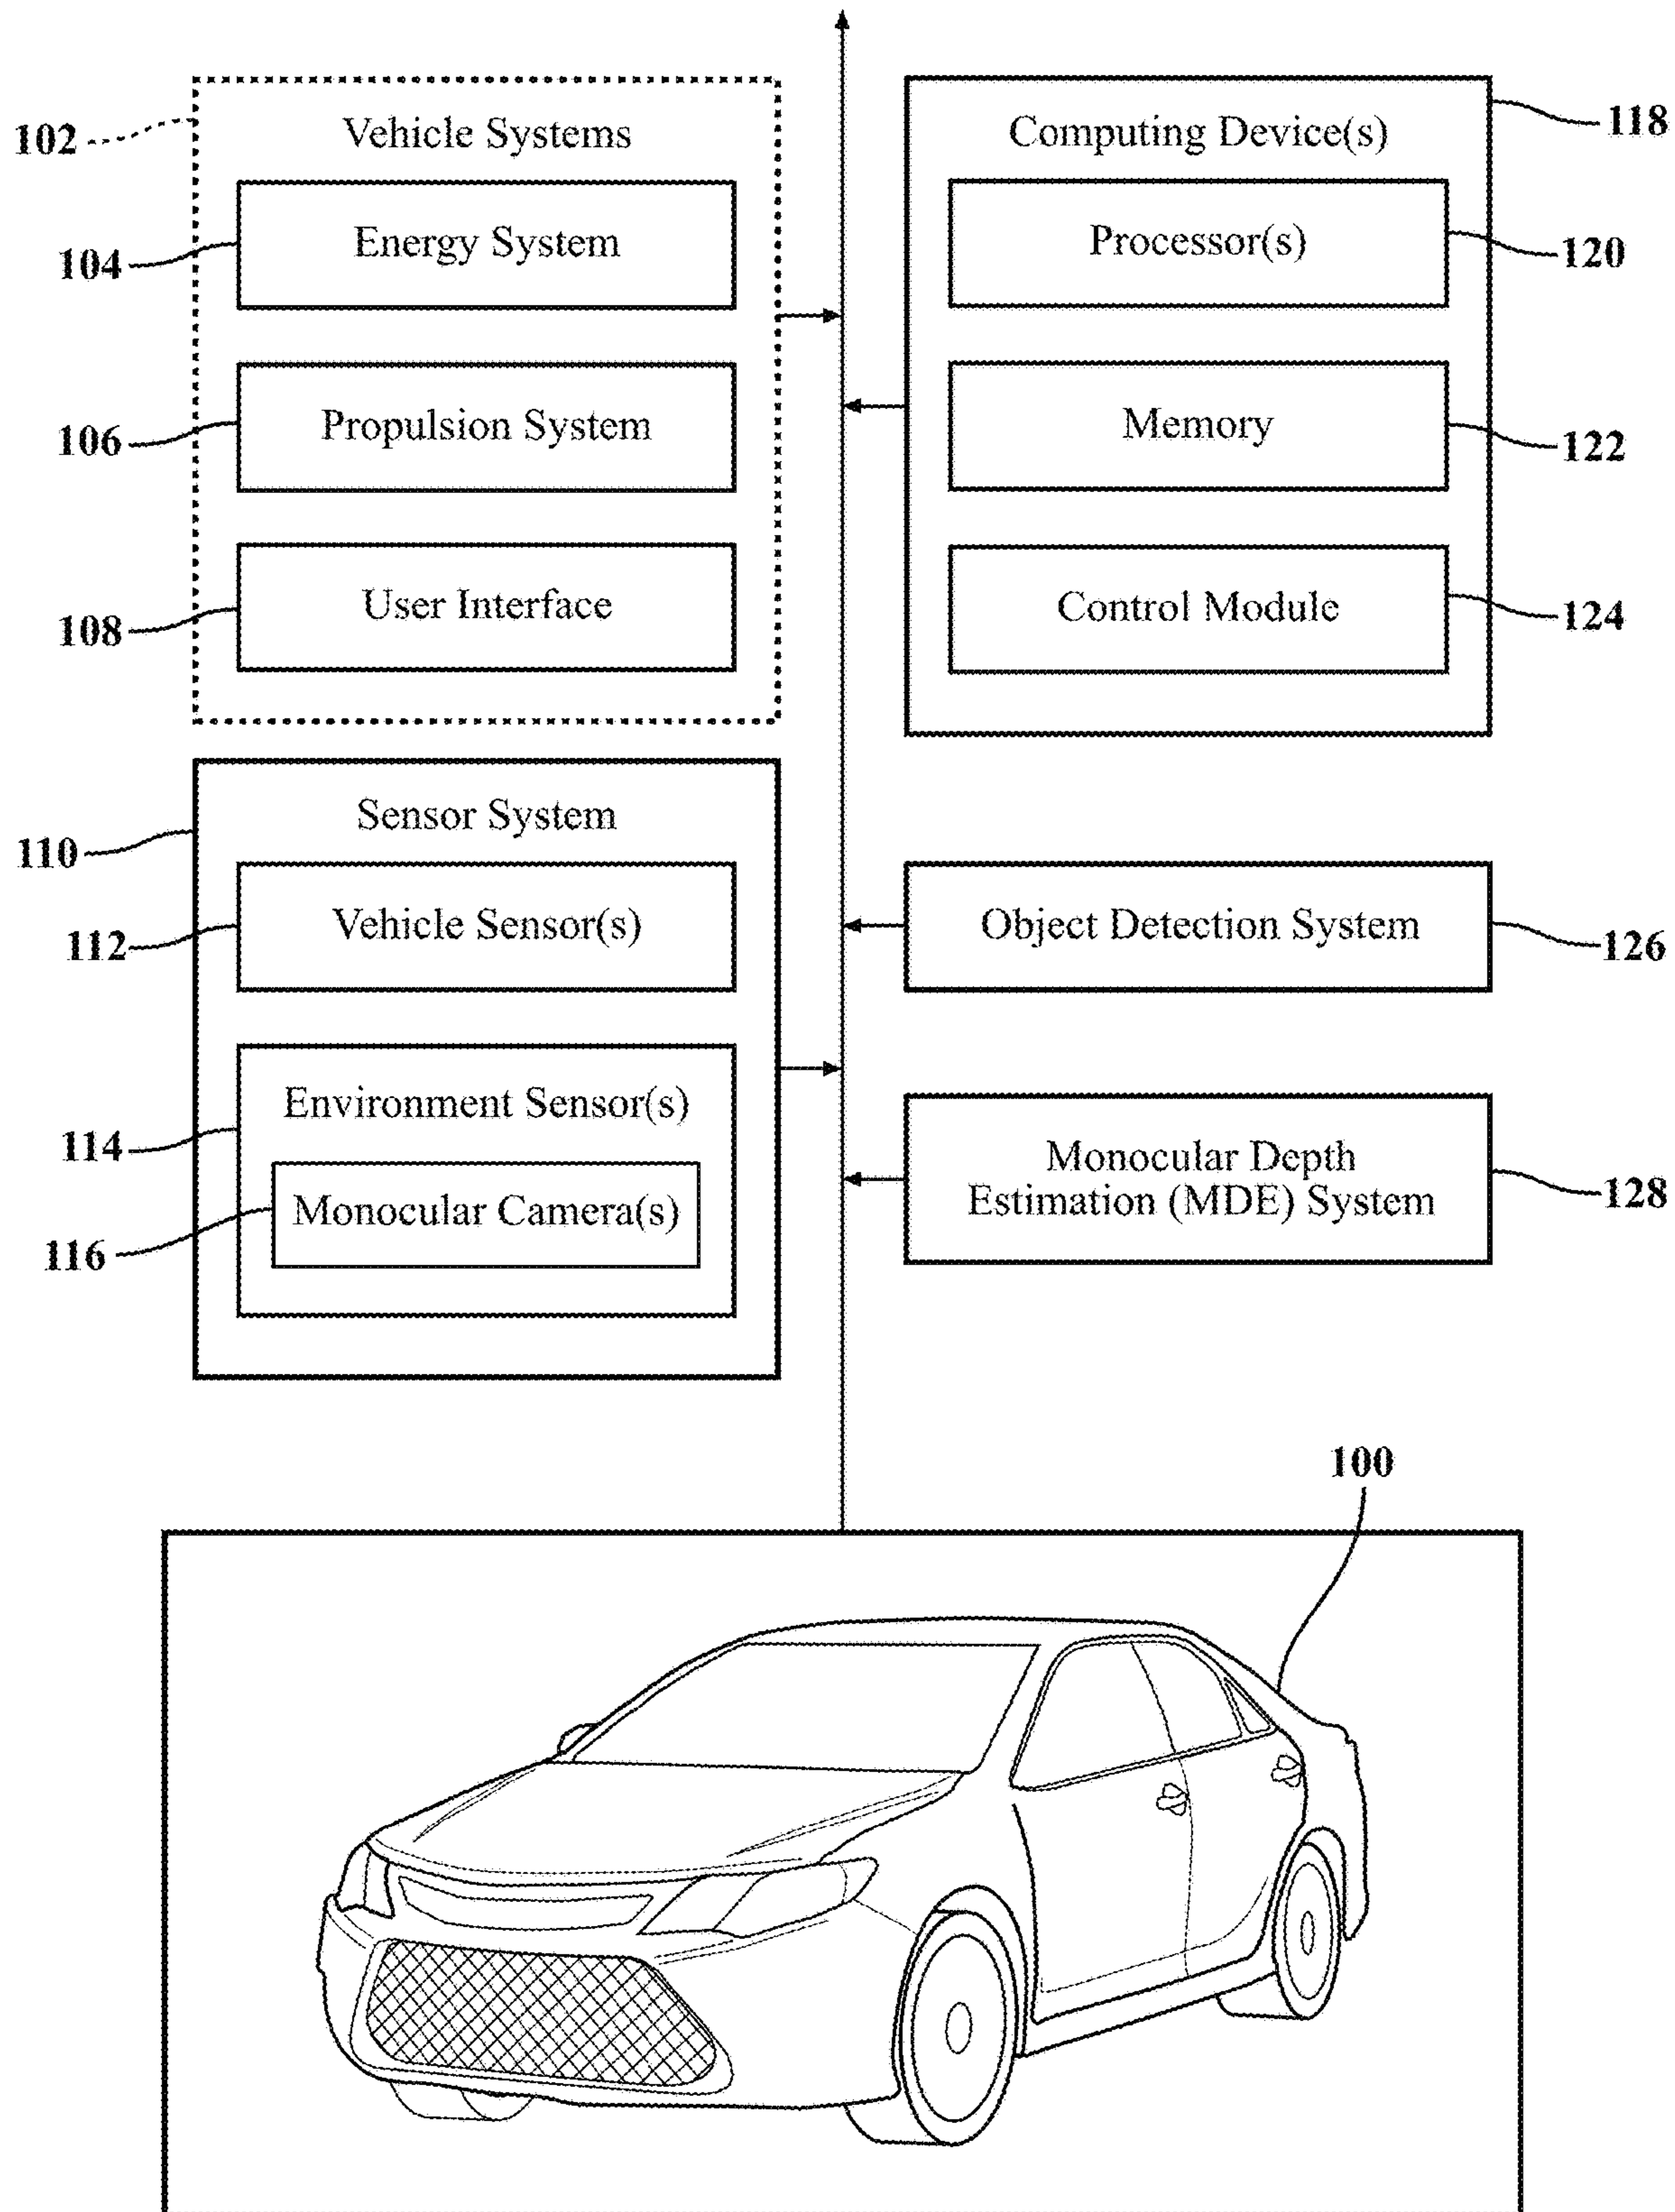 102
Vehicle Systems
104
Energy System
106
Propulsion System
108
User Interface
110
Sensor System
112
Vehicle Sensor(s)
114
Environment Sensor(s)
116
Monocular Camera(s)
Computing Device(s)
118
Processor(s)
120
Memory
122
Control Module
124
Object Detection System
126
Monocular Depth
Estimation (MDE) System
128
100